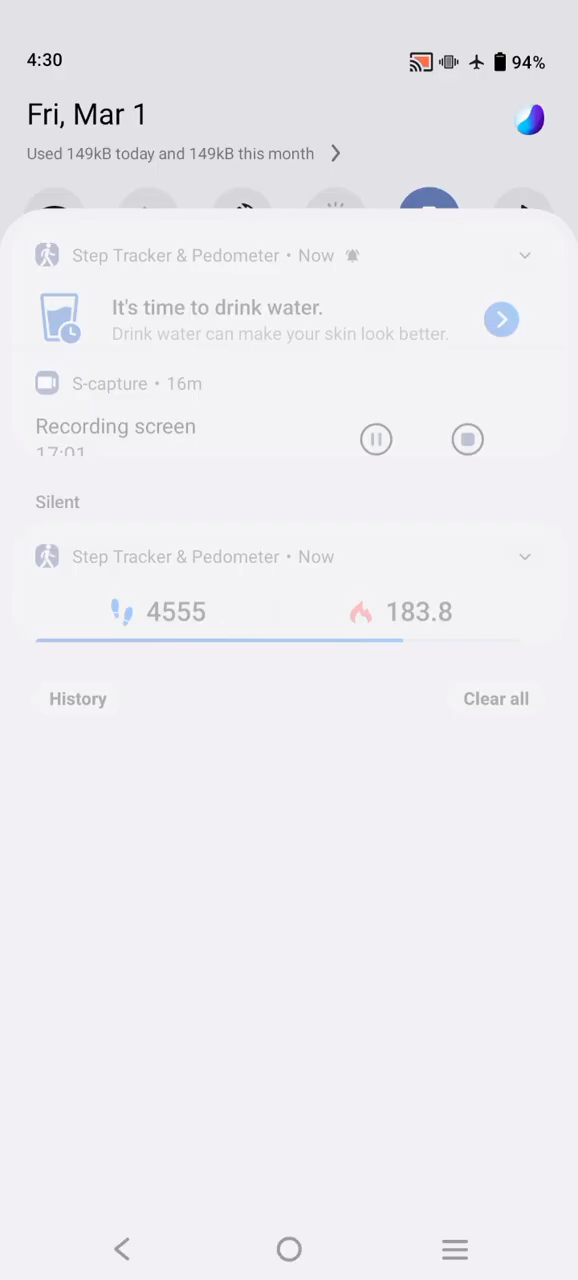 4:30
94%
Fri, Mar 1
Used 149kB today and 149kB this month
Step Tracker & Pedometer • Now
It's time to drink water.
Drink water can make your skin look better.
S-capture • 16m
Recording screen
17:01
Silent
Step Tracker & Pedometer • Now
4555
183.8
History
Clear all